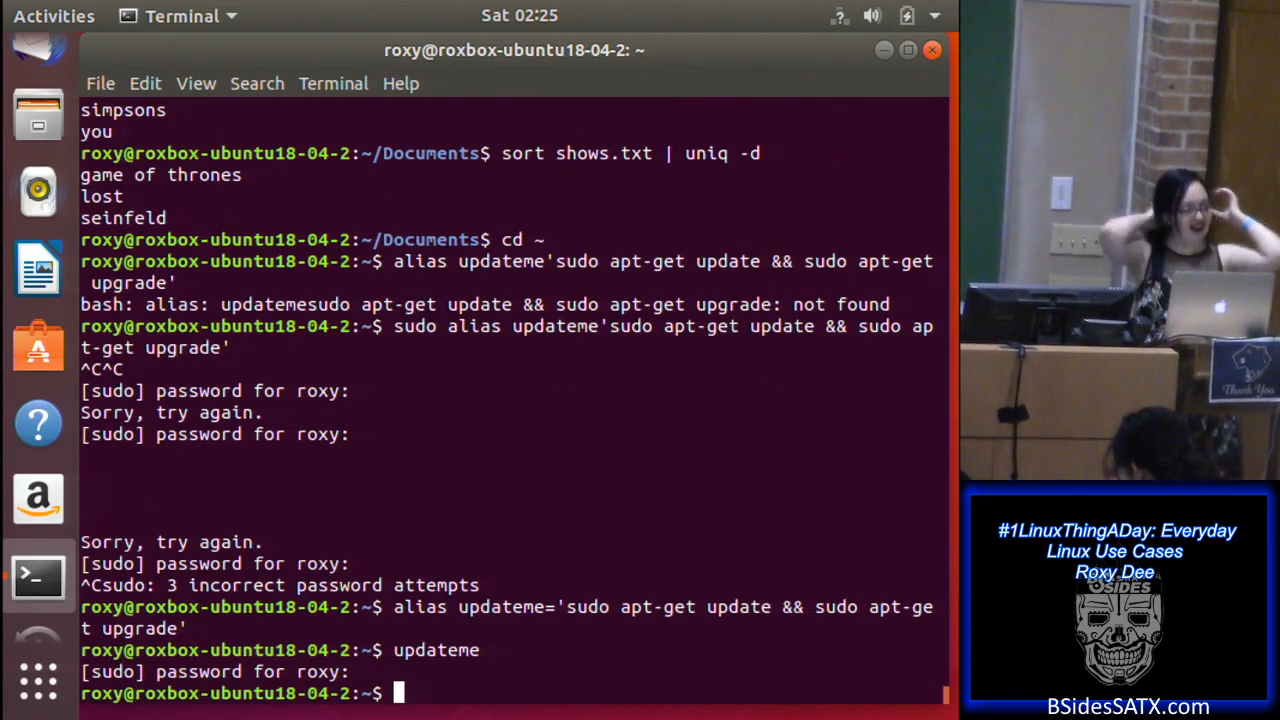 Activities
Terminal
Sat 02:25
roxy@roxbox-ubuntu18-04-2: ~
File Edit View Search Terminal Help
simpsons
you
roxy@roxbox-ubuntu18-04-2:~/Documents$ sort shows.txt | uniq -d
game of thrones
lost
seinfeld
roxy@roxbox-ubuntu18-04-2:~/Documents$ cd ~
roxy@roxbox-ubuntu18-04-2:~$ alias updateme'sudo apt-get update && sudo apt-get
 upgrade'
bash: alias: updatemesudo apt-get update && sudo apt-get upgrade: not found
roxy@roxbox-ubuntu18-04-2:~$ sudo alias updateme'sudo apt-get update && sudo ap
t-get upgrade'
^C^C
[sudo] password for roxy:
Sorry, try again.
[sudo] password for roxy:
Sorry, try again.
[sudo] password for roxy:
^Csudo: 3 incorrect password attempts
roxy@roxbox-ubuntu18-04-2:~$ alias updateme='sudo apt-get update && sudo apt-ge
t upgrade'
roxy@roxbox-ubuntu18-04-2:~$ updateme
[sudo] password for roxy:
roxy@roxbox-ubuntu18-04-2:~$
Thank You
#1LinuxThingADay: Everyday
Linux Use Cases
Roxy Dee
BSIDES
BSidesSATX.com